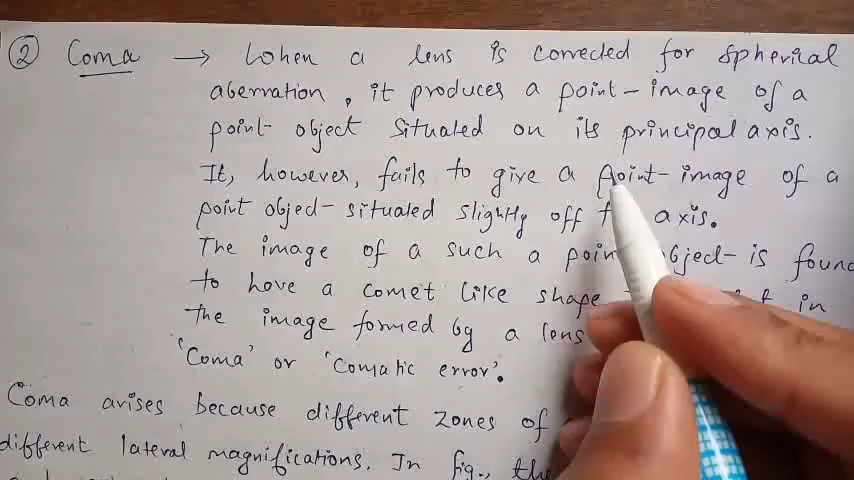 ② Coma → When a lens is corrected for spherical
aberration, it produces a point-image of a
point object situated on its principal axis.
It, however, fails to give a point-image of a
point object situated slightly off axis.
The image of a such a point object is found
to have a comet like shape in
the image formed by a lens
'Coma' or 'Comatic error'.
Coma arises because different zones of
different lateral magnifications. In fig., the